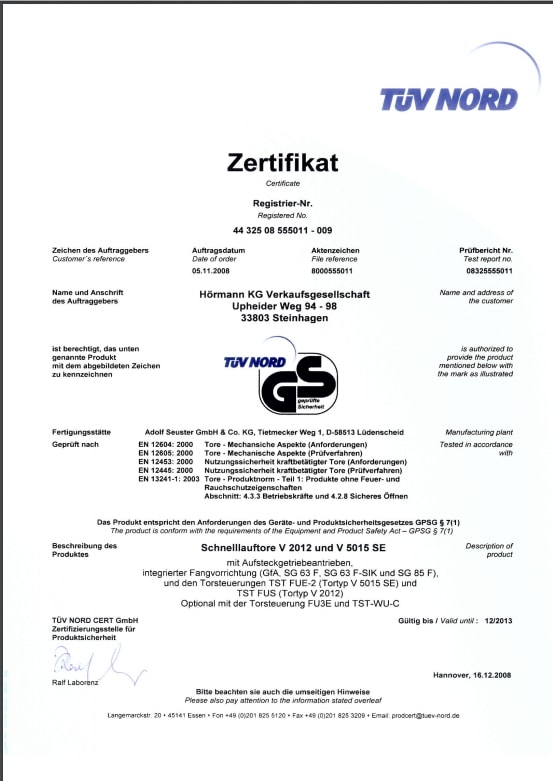 TÜV NORD
Zertifikat
Certificate
Registrier-Nr.
Registered No.
44 325 08 555011 - 009
Zeichen des Auftraggebers
Customer´s reference
Auftragsdatum
Date of order
05.11.2008
Aktenzeichen
File reference
8000555011
Prüfbericht Nr.
Test report no.
08325555011
Name und Anschrift
des Auftraggebers
Hörmann KG Verkaufsgesellschaft
Upheider Weg 94 - 98
33803 Steinhagen
Name and address of
the customer
ist berechtigt, das unten
genannte Produkt
mit dem abgebildeten Zeichen
zu kennzeichnen
TÜV NORD
GS
geprüfte
Sicherheit
is authorized to
provide the product
mentioned below with
the mark as illustrated
Fertigungsstätte
Adolf Seuster GmbH & Co. KG, Tietmecker Weg 1, D-58513 Lüdenscheid
Manufacturing plant
Geprüft nach
EN 12604: 2000 Tore - Mechansiche Aspekte (Anforderungen)
EN 12605: 2000 Tore - Mechanische Aspekte (Prüfverfahren)
EN 12453: 2000 Nutzungssicherheit kraftbetätigter Tore (Anforderungen)
EN 12445: 2000 Nutzungssicherheit kraftbetätigter Tore (Prüfverfahren)
EN 13241-1: 2003 Tore - Produktnorm - Teil 1: Produkte ohne Feuer- und
Rauchschutzeigenschaften
Abschnitt: 4.3.3 Betriebskräfte und 4.2.8 Sicheres Öffnen
Tested in accordance
with
Das Produkt entspricht den Anforderungen des Geräte- und Produktsicherheitsgesetzes GPSG § 7(1)
The product is conform with the requirements of the Equipment and Product Safety Act – GPSG § 7(1)
Beschreibung des
Produktes
Schnellauftore V 2012 und V 5015 SE
Description of
product
mit Aufsteckgetriebeantrieben,
integrierter Fangvorrichtung (GfA, SG 63 F, SG 63 F-SIK und SG 85 F),
und den Torsteuerungen TST FUE-2 (Tortyp V 5015 SE) und
TST FUS (Tortyp V 2012)
Optional mit der Torsteuerung FU3E und TST-WU-C
TÜV NORD CERT GmbH
Zertifizierungsstelle für
Produktsicherheit
Gültig bis / Valid until : 12/2013
Ralf Laborenz
Hannover, 16.12.2008
Bitte beachten sie auch die umseitigen Hinweise
Please also pay attention to the information stated overleaf
Langemarckstr. 20 • 45141 Essen • Fon +49 (0)201 825 5120 • Fax +49 (0)201 825 3209 • Email: prodcert@tuev-nord.de